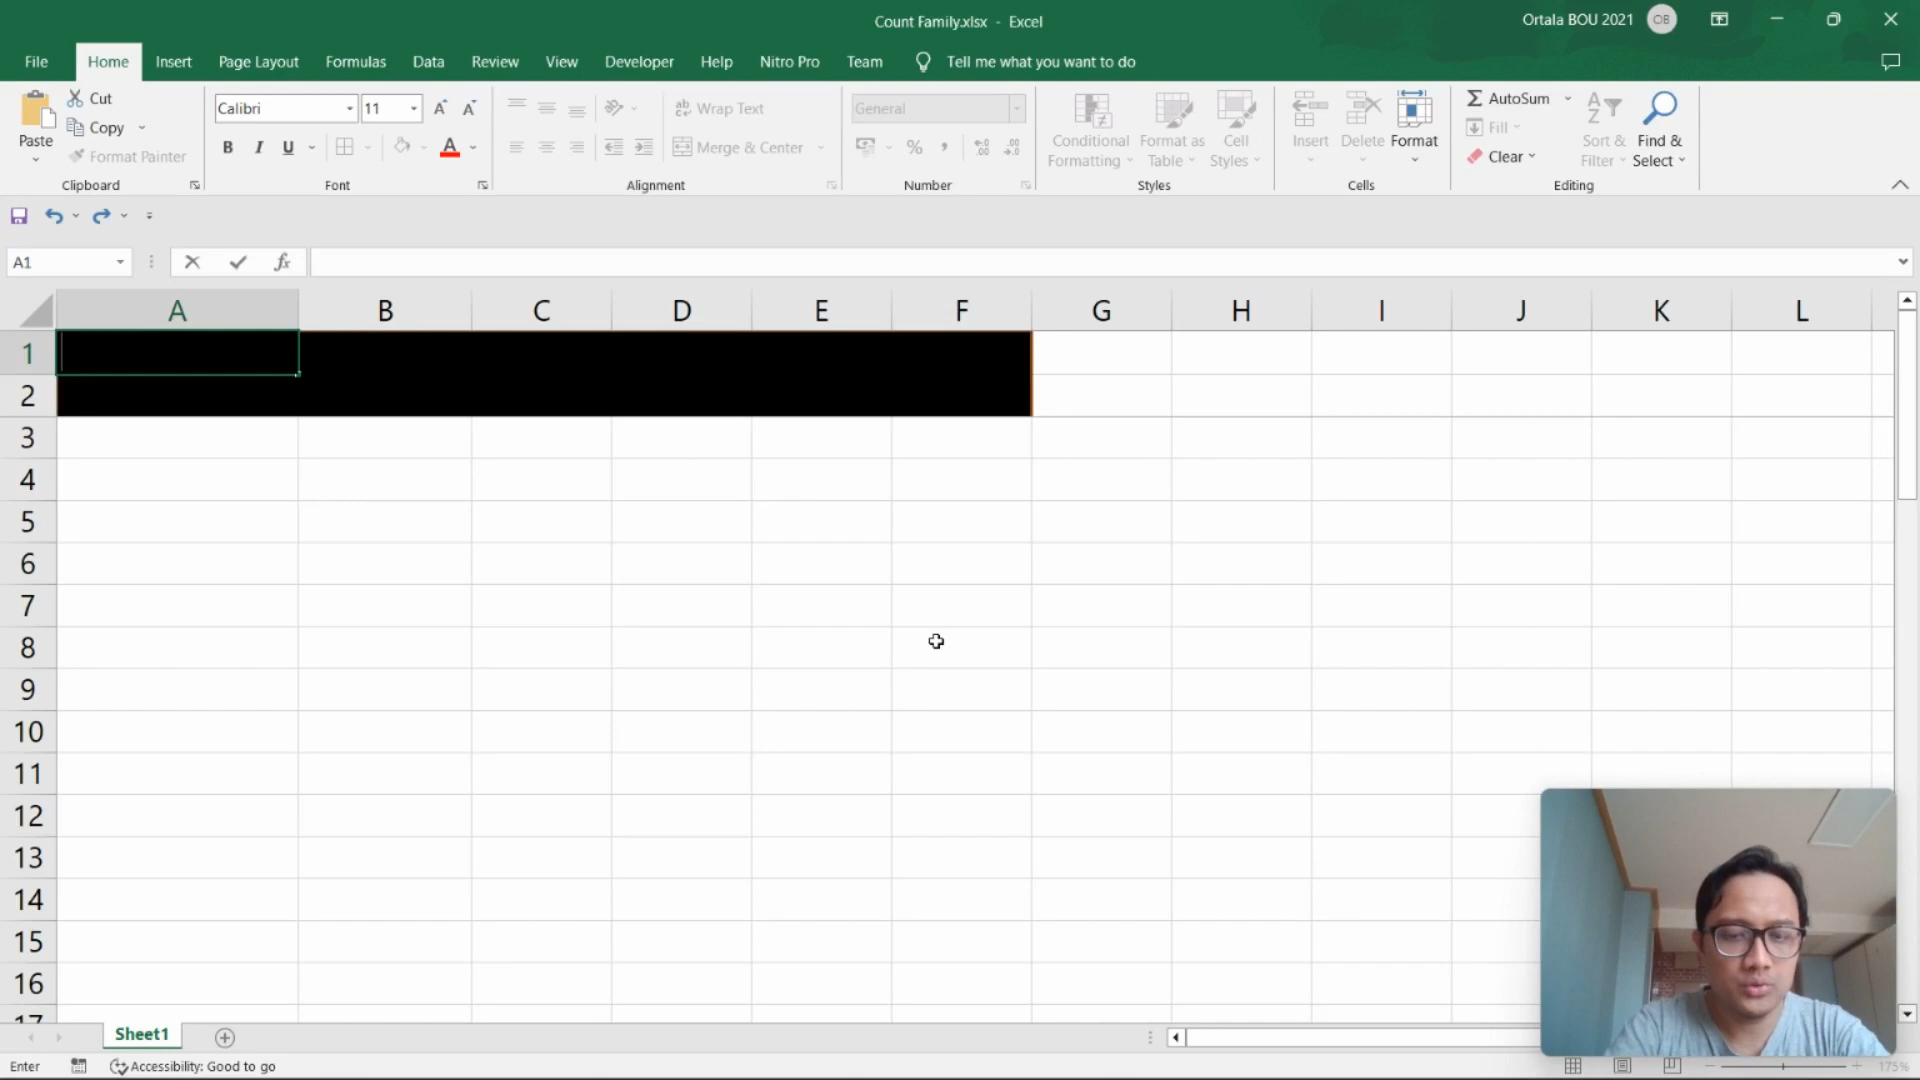 Count Family.xlsx - Excel
Ortala BOU 2021
OB
File Home Insert Page Layout Formulas Data Review View Developer Help Nitro Pro Team Tell me what you want to do
Paste
Cut
Copy
Format Painter
Clipboard
Calibri 11
B I U
Font
Wrap Text
Merge & Center
Alignment
General
Number
Conditional Formatting
Format as Table
Cell Styles
Styles
Insert Delete Format
Cells
AutoSum
Fill
Clear
Sort & Filter
Find & Select
Editing
A1
fx
A B C D E F G H I J K L
1
2
3
4
5
6
7
8
9
10
11
12
13
14
15
16
17
Sheet1
Enter
Accessibility: Good to go
175%